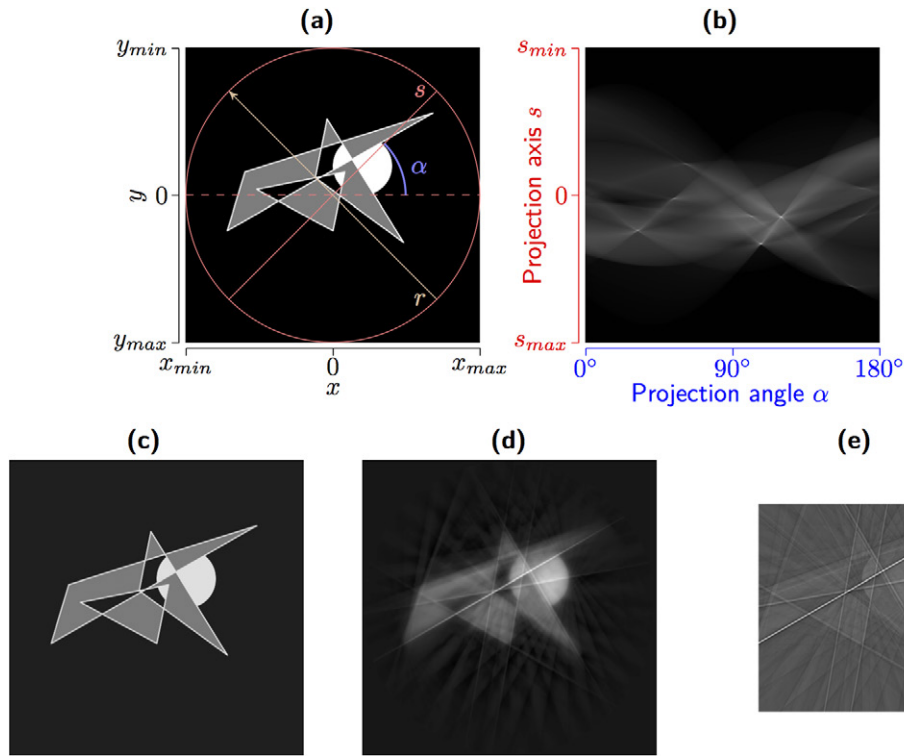 (a)
(b)
y_min
0
y_max
y
s
α
r
x_min
0
x_max
x
s_min
0
s_max
Projection axis s
0°
90°
180°
Projection angle α
(c)
(d)
(e)